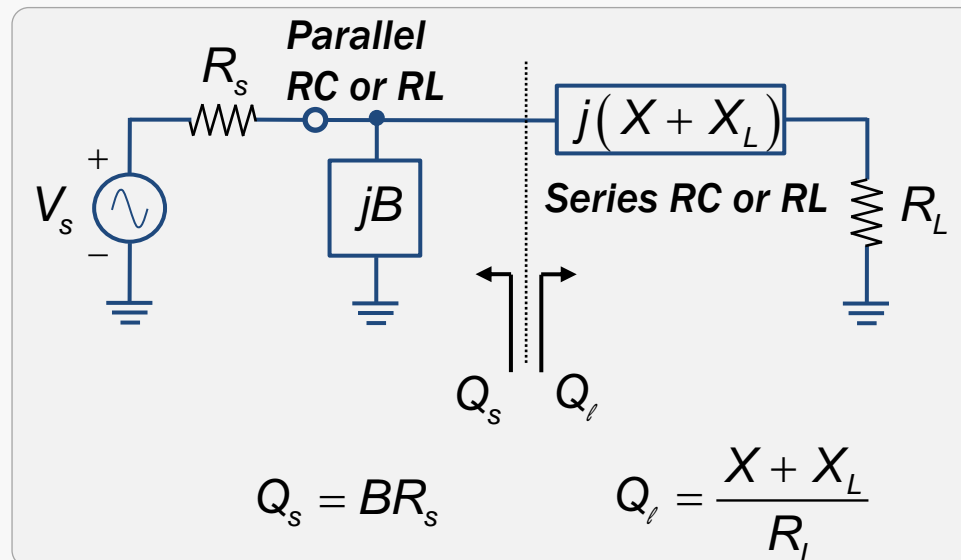 Parallel
RC or RL
R_s
j(X + X_L)
+
V_s
−
jB
Series RC or RL
R_L
Q_s
Q_ℓ
Q_s = BR_s
Q_ℓ = (X + X_L) / R_L